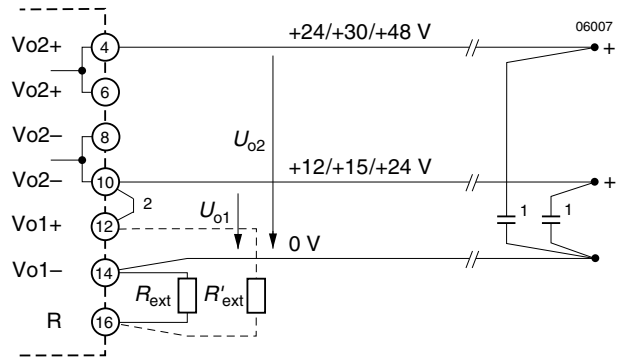 06007
Vo2+ 4 +24/+30/+48 V +
Vo2+ 6
Vo2– 8
Uo2
Vo2– 10 +12/+15/+24 V +
2
1 1
Vo1+ 12 Uo1
0 V
Vo1– 14
Rext R'ext
R 16